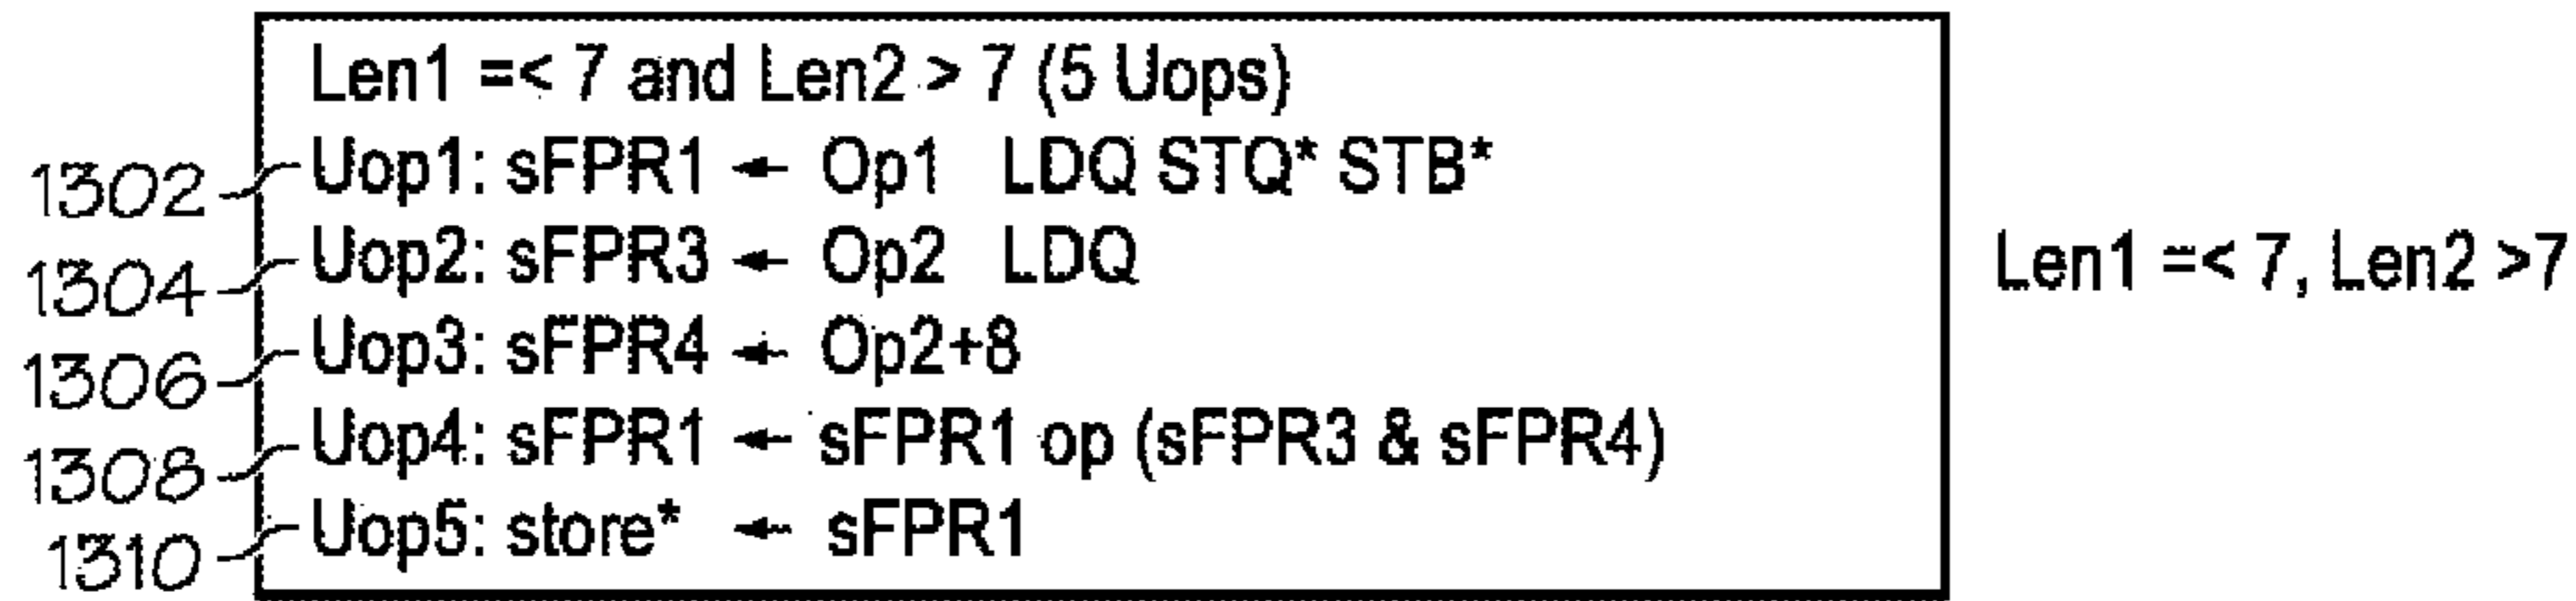 Len1 =< 7 and Len2 > 7 (5 Uops)
1302 Uop1: sFPR1 ← Op1 LDQ STQ* STB*
1304 Uop2: sFPR3 ← Op2 LDQ
Len1 =< 7, Len2 >7
1306 Uop3: sFPR4 ← Op2+8
1308 Uop4: sFPR1 ← sFPR1 op (sFPR3 & sFPR4)
1310 Uop5: store* ← sFPR1